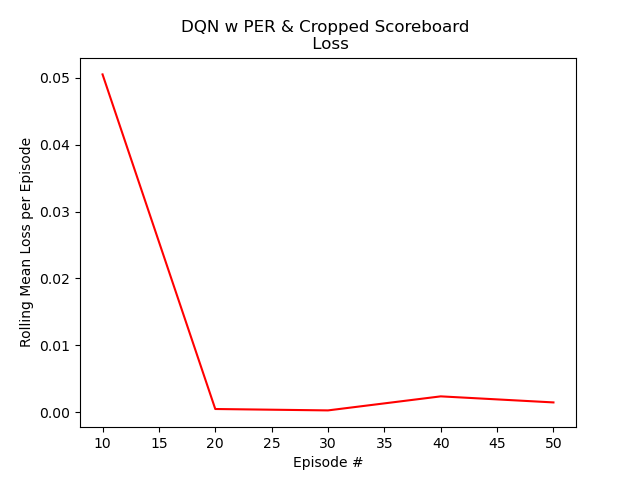 DQN w PER & Cropped Scoreboard
Loss
Rolling Mean Loss per Episode
0.05
0.04
0.03
0.02
0.01
0.00
10 15 20 25 30 35 40 45 50
Episode #